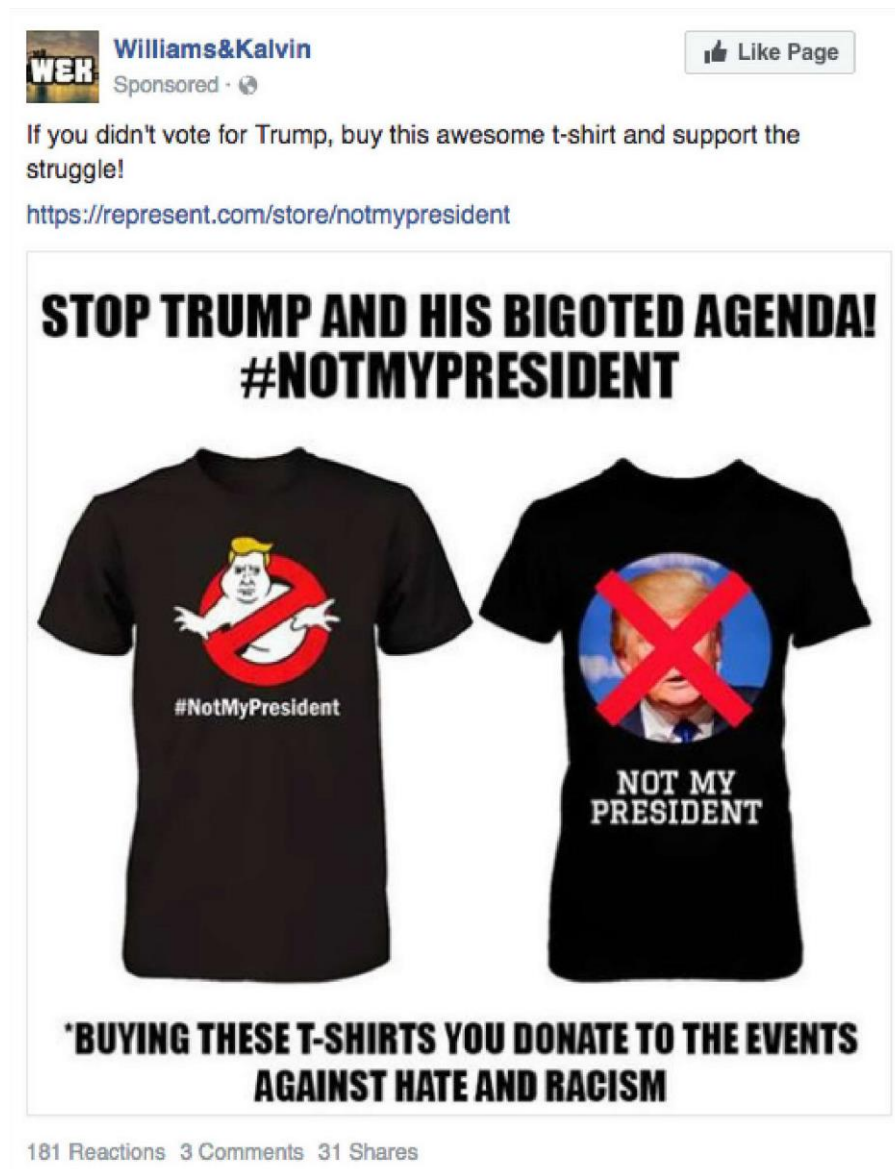 WEK
Williams&Kalvin
Sponsored ·
Like Page
If you didn't vote for Trump, buy this awesome t-shirt and support the
struggle!
https://represent.com/store/notmypresident
STOP TRUMP AND HIS BIGOTED AGENDA!
#NOTMYPRESIDENT
#NotMyPresident
NOT MY
PRESIDENT
*BUYING THESE T-SHIRTS YOU DONATE TO THE EVENTS
AGAINST HATE AND RACISM
181 Reactions 3 Comments 31 Shares